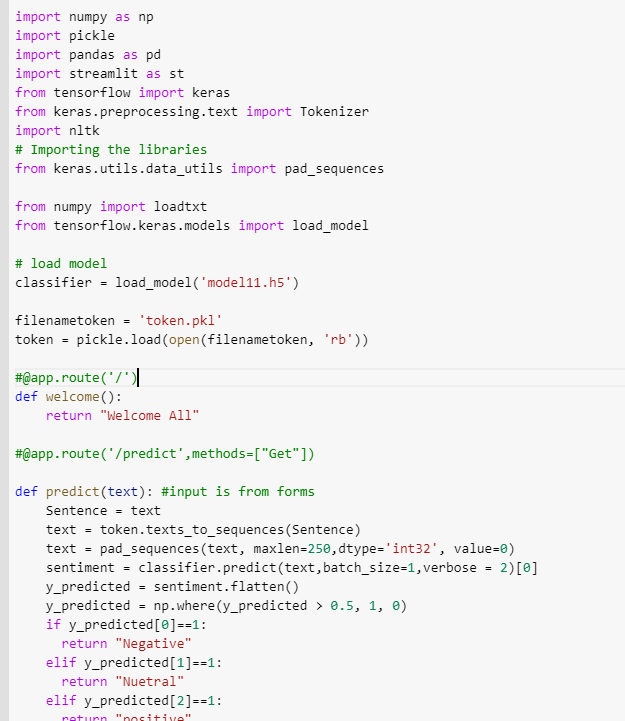 import numpy as np
import pickle
import pandas as pd
import streamlit as st
from tensorflow import keras
from keras.preprocessing.text import Tokenizer
import nltk
# Importing the libraries
from keras.utils.data_utils import pad_sequences
from numpy import loadtxt
from tensorflow.keras.models import load_model
# load model
classifier = load_model('model11.h5')
filenametoken = 'token.pkl'
token = pickle.load(open(filenametoken, 'rb'))
#@app.route('/')
def welcome():
    return "Welcome All"
#@app.route('/predict',methods=["Get"])
def predict(text): #input is from forms
    Sentence = text
    text = token.texts_to_sequences(Sentence)
    text = pad_sequences(text, maxlen=250,dtype='int32', value=0)
    sentiment = classifier.predict(text,batch_size=1,verbose = 2)[0]
    y_predicted = sentiment.flatten()
    y_predicted = np.where(y_predicted > 0.5, 1, 0)
    if y_predicted[0]==1:
      return "Negative"
    elif y_predicted[1]==1:
      return "Nuetral"
    elif y_predicted[2]==1:
      return "positive"